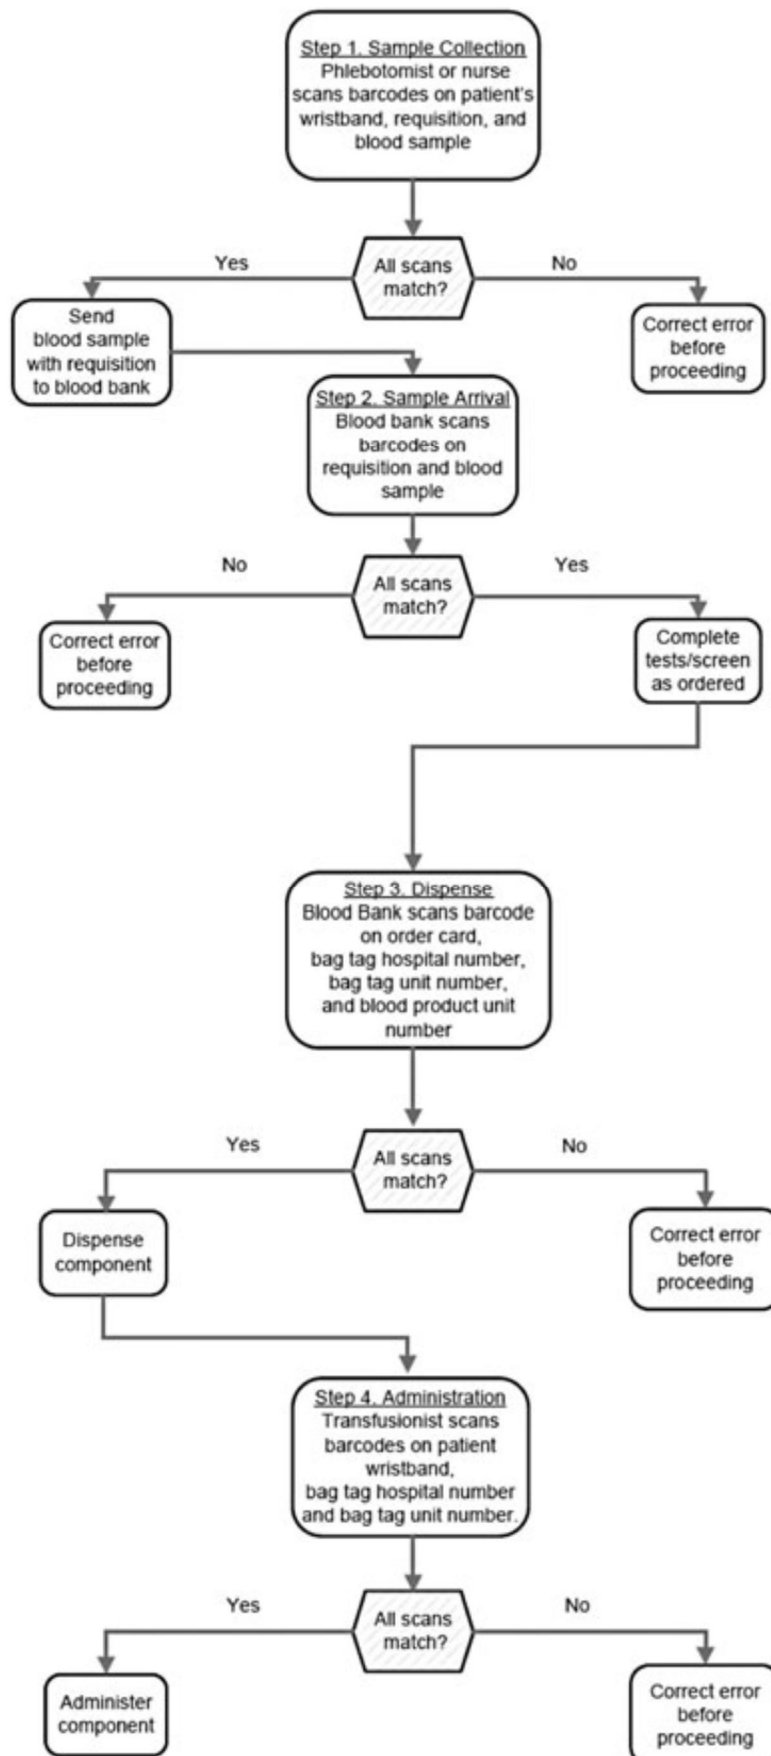 Step 1. Sample Collection
Phlebotomist or nurse
scans barcodes on patient's
wristband, requisition, and
blood sample
Yes
All scans
match?
No
Send
blood sample
with requisition
to blood bank
Correct error
before
proceeding
Step 2. Sample Arrival
Blood bank scans
barcodes on
requisition and blood
sample
No
All scans
match?
Yes
Correct error
before
proceeding
Complete
tests/screen
as ordered
Step 3. Dispense
Blood Bank scans barcode
on order card,
bag tag hospital number,
bag tag unit number,
and blood product unit
number
Yes
All scans
match?
No
Dispense
component
Correct error
before
proceeding
Step 4. Administration
Transfusionist scans
barcodes on patient
wristband,
bag tag hospital number
and bag tag unit number.
Yes
All scans
match?
No
Administer
component
Correct error
before
proceeding